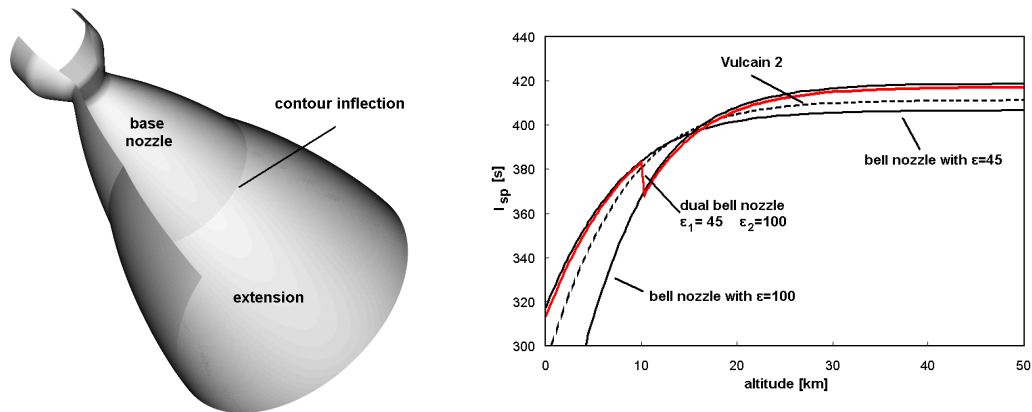 base
nozzle
contour inflection
extension
440
420
400
380
360
340
320
300
0
10
20
30
40
50
I sp [s]
altitude [km]
Vulcain 2
bell nozzle with ε=45
dual bell nozzle
ε1= 45 ε2=100
bell nozzle with ε=100